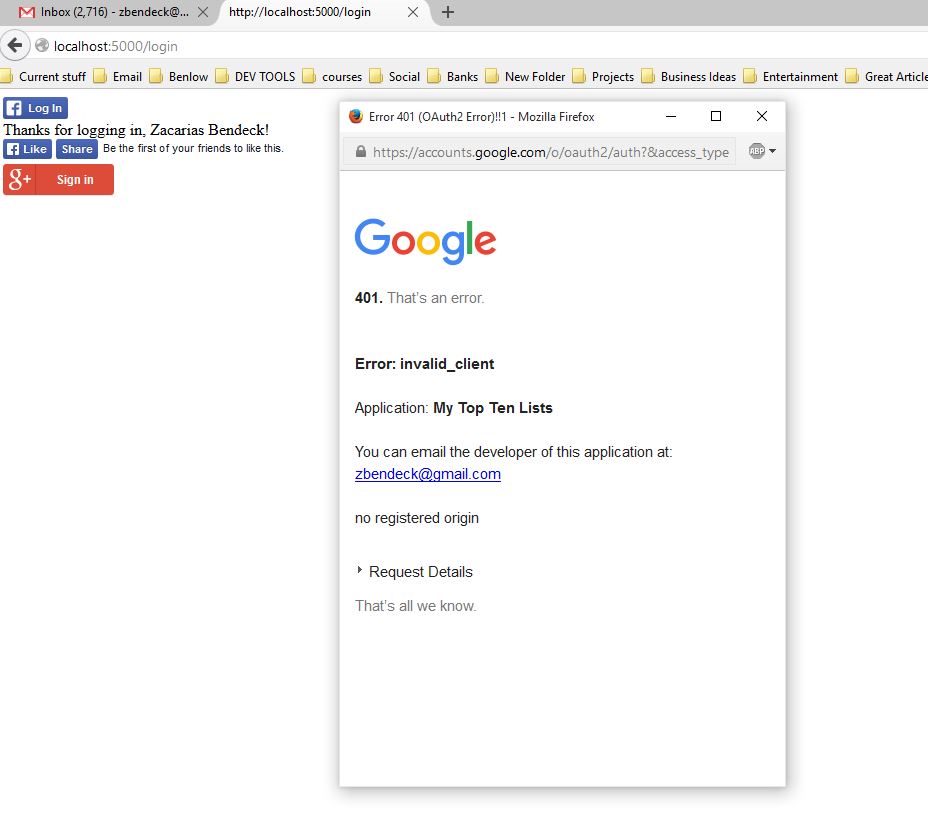 Inbox (2,716) - zbendeck@...
http://localhost:5000/login
localhost:5000/login
Current stuff Email Benlow DEV TOOLS courses Social Banks New Folder Projects Business Ideas Entertainment Great Article
Log In
Thanks for logging in, Zacarias Bendeck!
Like Share Be the first of your friends to like this.
g+ Sign in
Error 401 (OAuth2 Error)!!1 - Mozilla Firefox
https://accounts.google.com/o/oauth2/auth?&access_type
ABP
Google
401. That's an error.
Error: invalid_client
Application: My Top Ten Lists
You can email the developer of this application at:
zbendeck@gmail.com
no registered origin
Request Details
That's all we know.